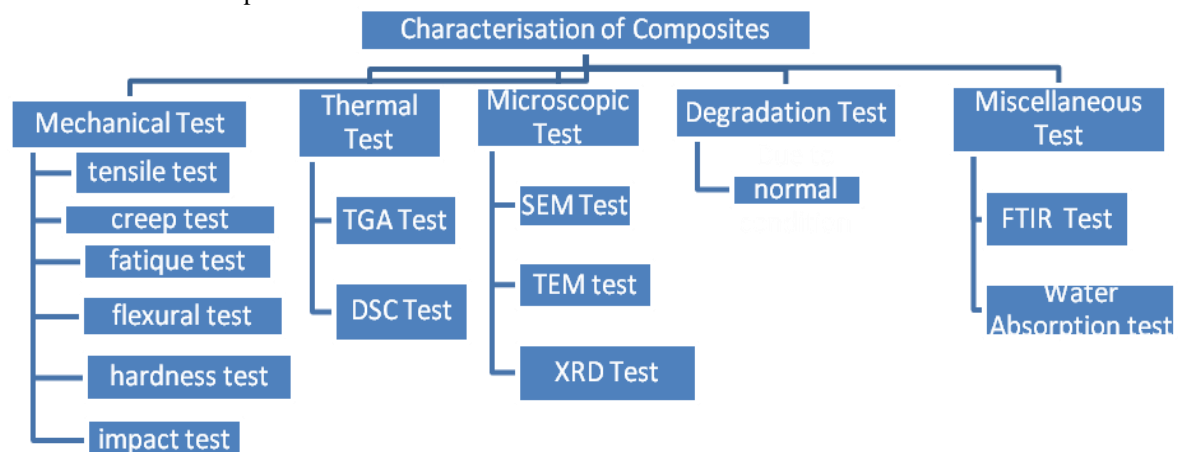 Characterisation of Composites
Mechanical Test
tensile test
creep test
fatique test
flexural test
hardness test
impact test
Thermal
Test
TGA Test
DSC Test
Microscopic
Test
SEM Test
TEM test
XRD Test
Degradation Test
normal
Miscellaneous
Test
FTIR Test
Water
Absorption test